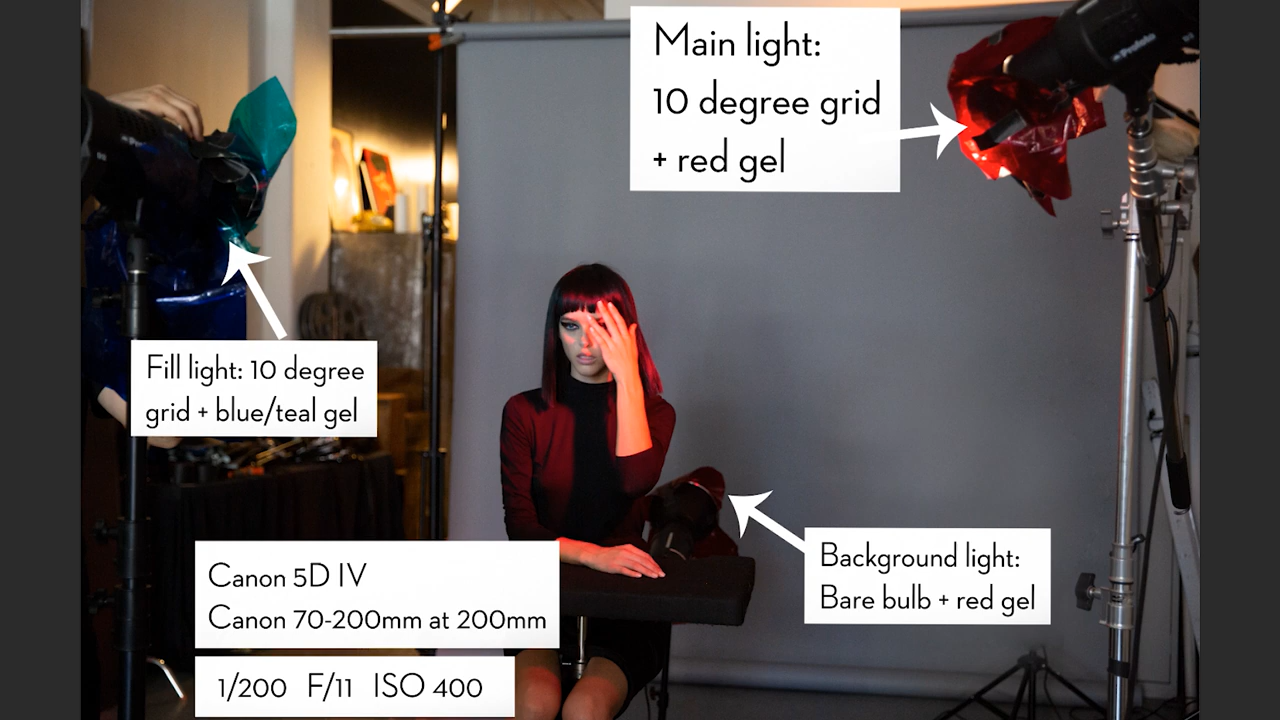 Main light:
10 degree grid
+ red gel
Profoto
Fill light: 10 degree
grid + blue/teal gel
Background light:
Bare bulb + red gel
Canon 5D IV
Canon 70-200mm at 200mm
1/200 F/11 ISO 400